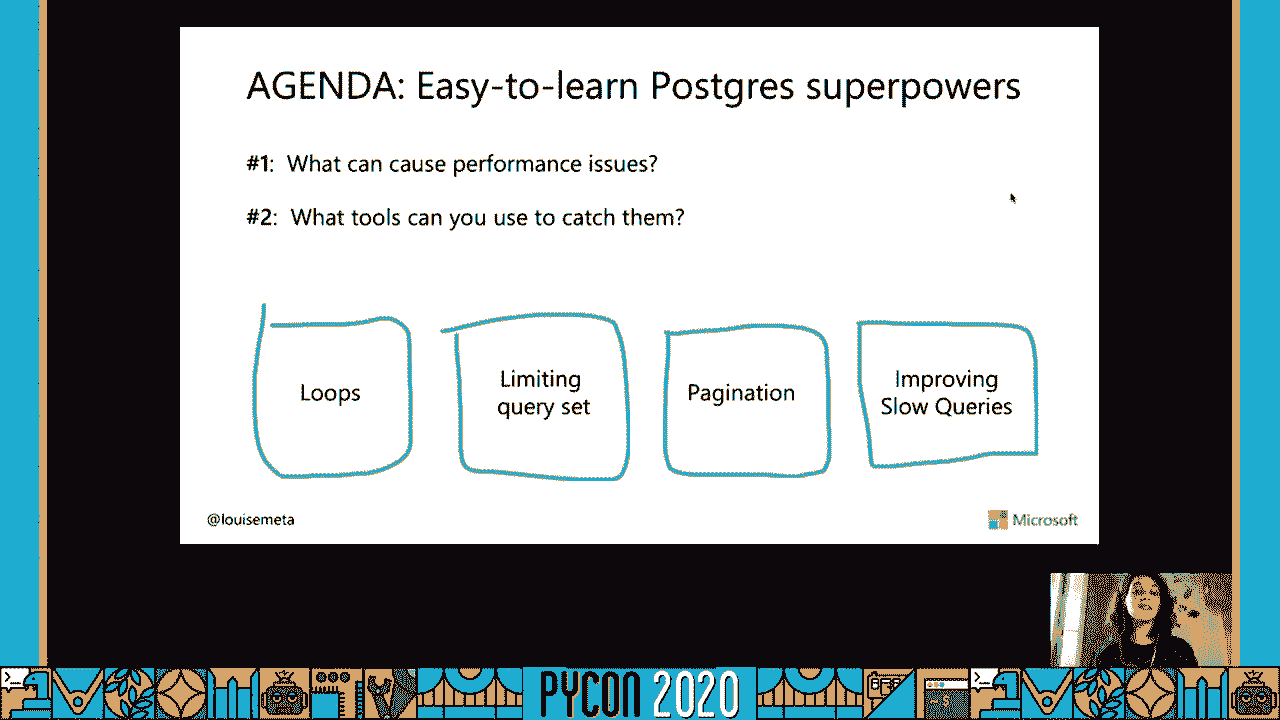 AGENDA: Easy-to-learn Postgres superpowers
#1: What can cause performance issues?
#2: What tools can you use to catch them?
Loops
Limiting
query set
Pagination
Improving
Slow Queries
@louisemeta
Microsoft
PYCON 2020